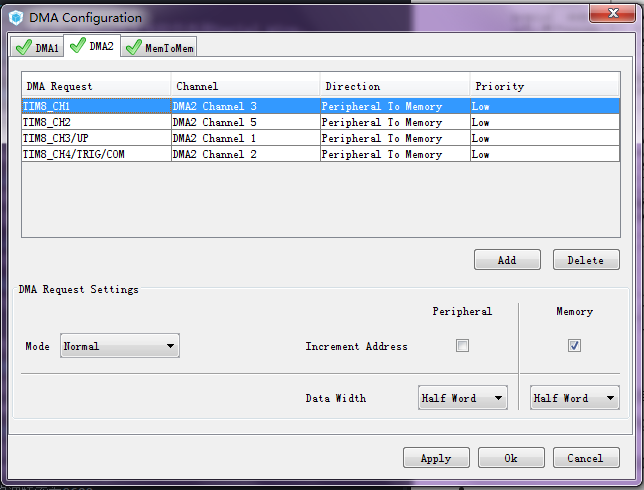 DMA Configuration
DMA1 DMA2 MemToMem
DMA Request Channel Direction Priority
TIM8_CH1 DMA2 Channel 3 Peripheral To Memory Low
TIM8_CH2 DMA2 Channel 5 Peripheral To Memory Low
TIM8_CH3/UP DMA2 Channel 1 Peripheral To Memory Low
TIM8_CH4/TRIG/COM DMA2 Channel 2 Peripheral To Memory Low
Add Delete
DMA Request Settings
Peripheral Memory
Mode Normal Increment Address
Data Width Half Word Half Word
Apply Ok Cancel